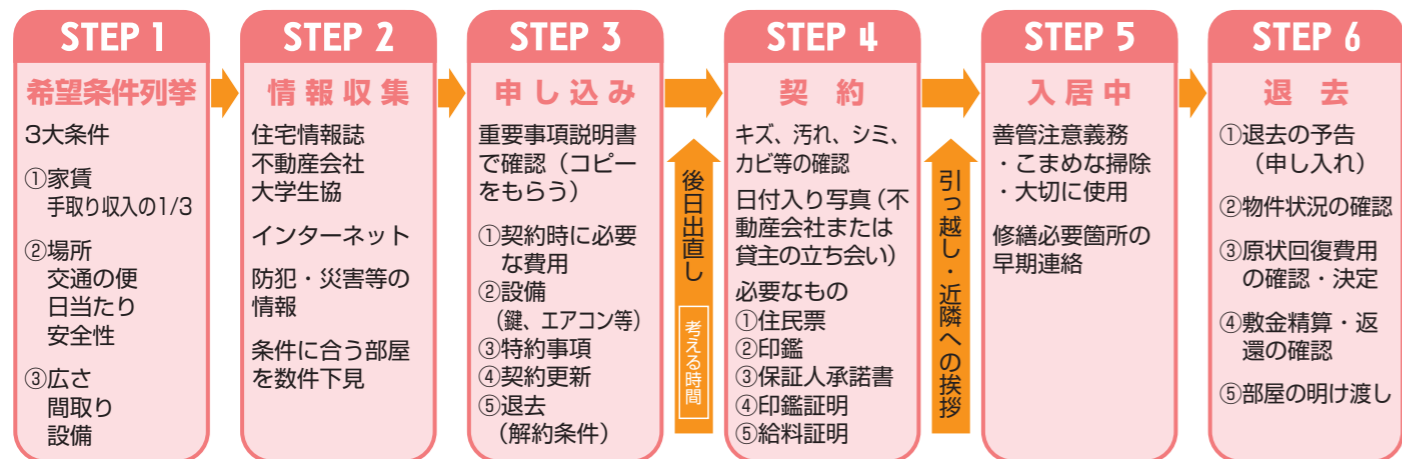 STEP 1
希望条件列挙
3大条件
①家賃
手取り収入の1/3
②場所
交通の便
日当たり
安全性
③広さ
間取り
設備
STEP 2
情報収集
住宅情報誌
不動産会社
大学生協
インターネット
防犯・災害等の
情報
条件に合う部屋
を数件下見
STEP 3
申し込み
重要事項説明書
で確認（コピー
をもらう）
①契約時に必要
な費用
②設備
（鍵、エアコン等）
③特約事項
④契約更新
⑤退去
（解約条件）
後日出直し
考える時間
STEP 4
契約
キズ、汚れ、シミ、
カビ等の確認
日付入り写真（不
動産会社または
貸主の立ち会い）
必要なもの
①住民票
②印鑑
③保証人承諾書
④印鑑証明
⑤給料証明
引っ越し・近隣への挨拶
STEP 5
入居中
善管注意義務
・こまめな掃除
・大切に使用
修繕必要箇所の
早期連絡
STEP 6
退去
①退去の予告
（申し入れ）
②物件状況の確認
③原状回復費用
の確認・決定
④敷金精算・返
還の確認
⑤部屋の明け渡し